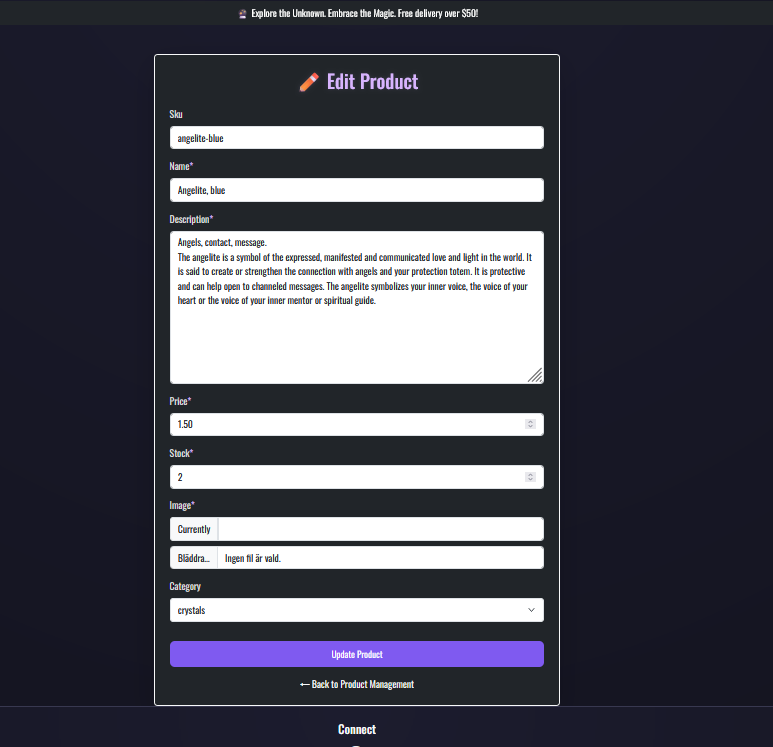 Explore the Unknown. Embrace the Magic. Free delivery over $50!
Edit Product
Sku
angelite-blue
Name*
Angelite, blue
Description*
Angels, contact, message.
The angelite is a symbol of the expressed, manifested and communicated love and light in the world. It
is said to create or strengthen the connection with angels and your protection totem. It is protective
and can help open to channeled messages. The angelite symbolizes your inner voice, the voice of your
heart or the voice of your inner mentor or spiritual guide.
Price*
1.50
Stock*
2
Image*
Currently
Bläddra... Ingen fil är vald.
Category
crystals
Update Product
← Back to Product Management
Connect